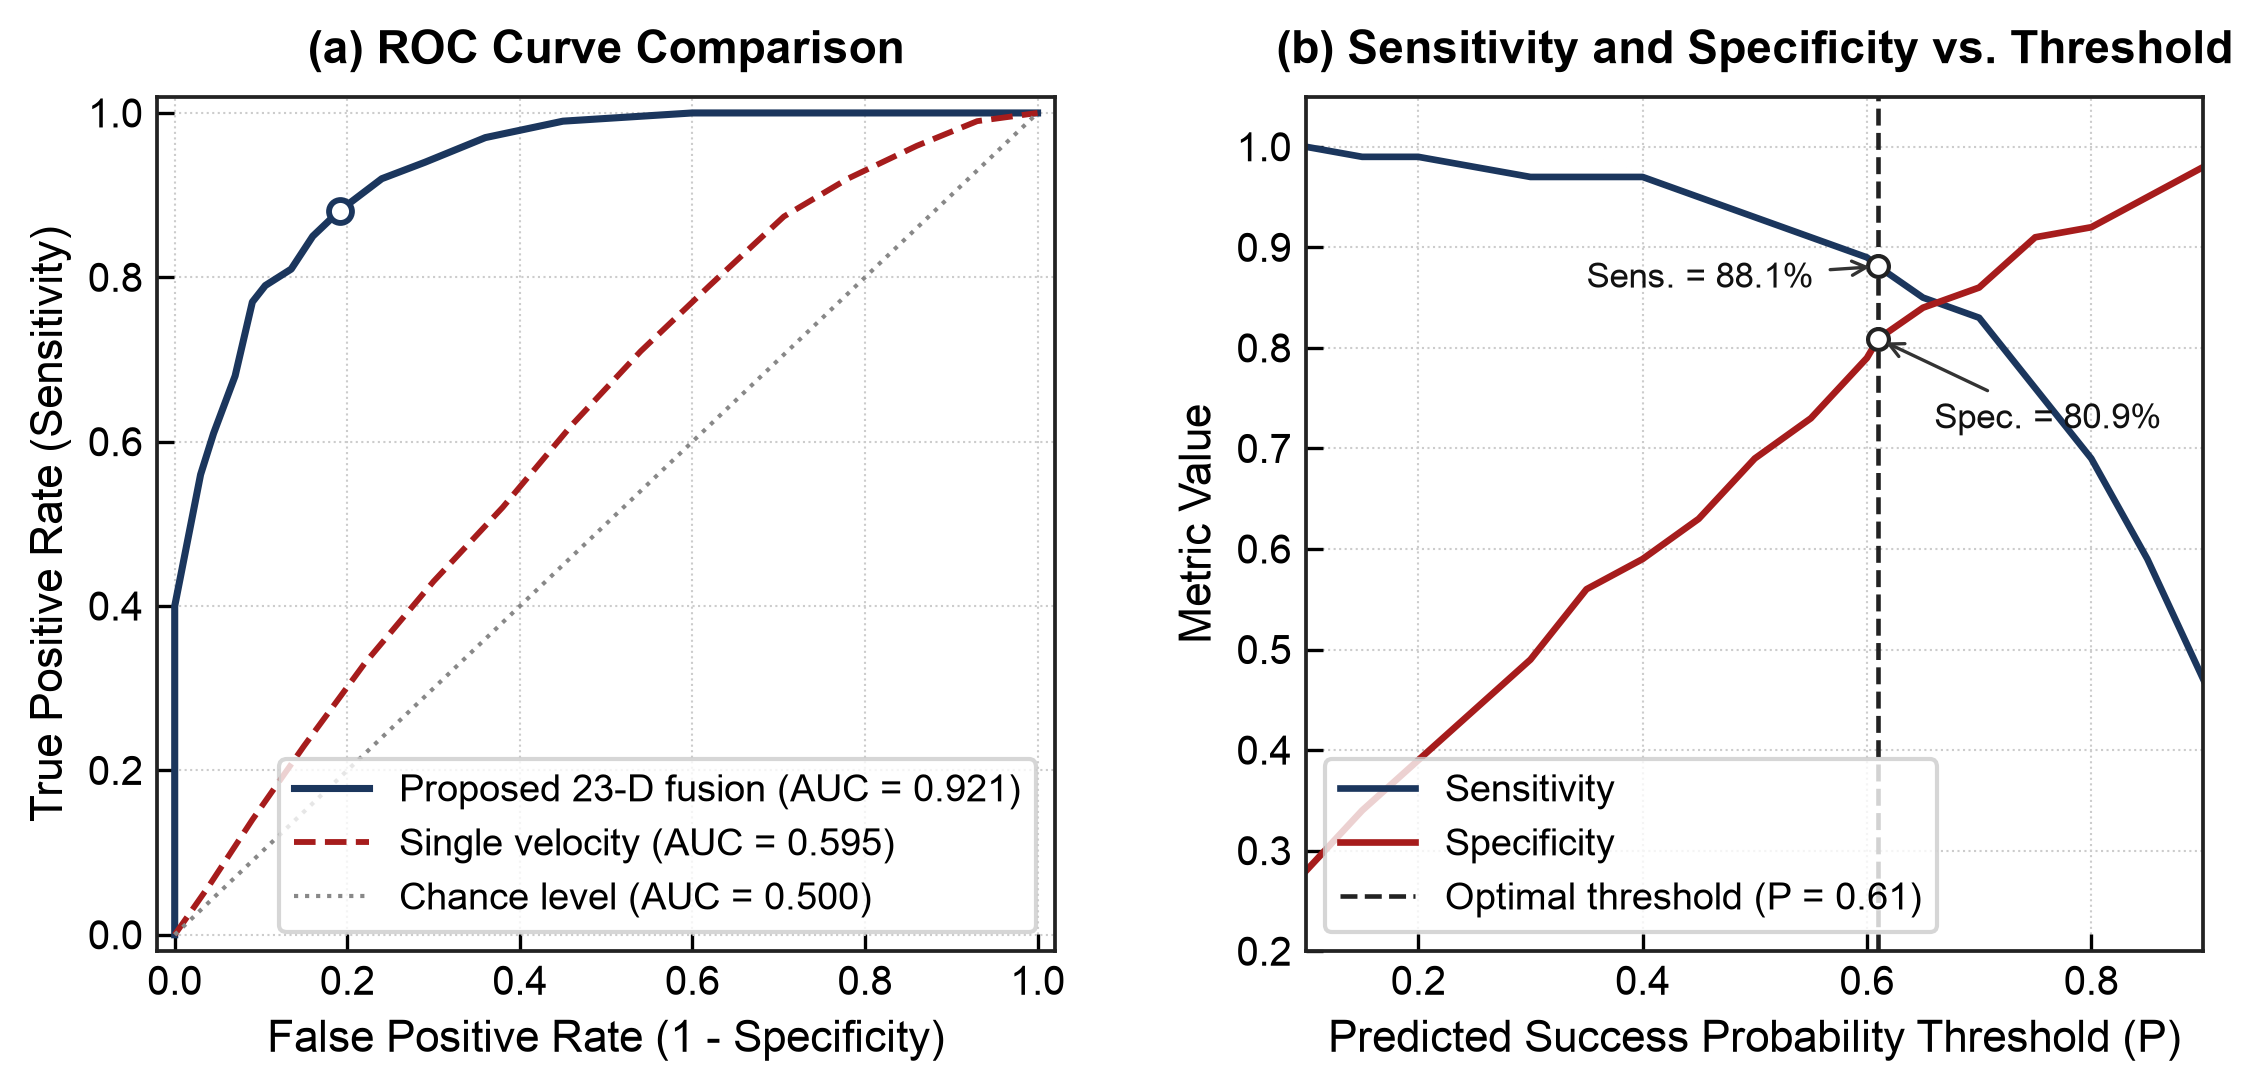 (a) ROC Curve Comparison
True Positive Rate (Sensitivity)
1.0
0.8
0.6
0.4
0.2
0.0
Proposed 23-D fusion (AUC = 0.921)
Single velocity (AUC = 0.595)
Chance level (AUC = 0.500)
0.0 0.2 0.4 0.6 0.8 1.0
False Positive Rate (1 - Specificity)
(b) Sensitivity and Specificity vs. Threshold
Metric Value
1.0
0.9
0.8
0.7
0.6
0.5
0.4
0.3
0.2
Sens. = 88.1%
Spec. = 80.9%
Sensitivity
Specificity
Optimal threshold (P = 0.61)
0.2 0.4 0.6 0.8
Predicted Success Probability Threshold (P)